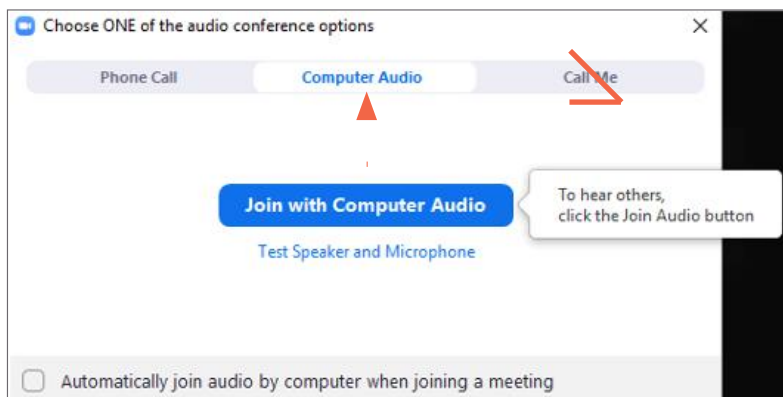 Choose ONE of the audio conference options
Phone Call
Computer Audio
Call Me
Join with Computer Audio
To hear others,
click the Join Audio button
Test Speaker and Microphone
Automatically join audio by computer when joining a meeting